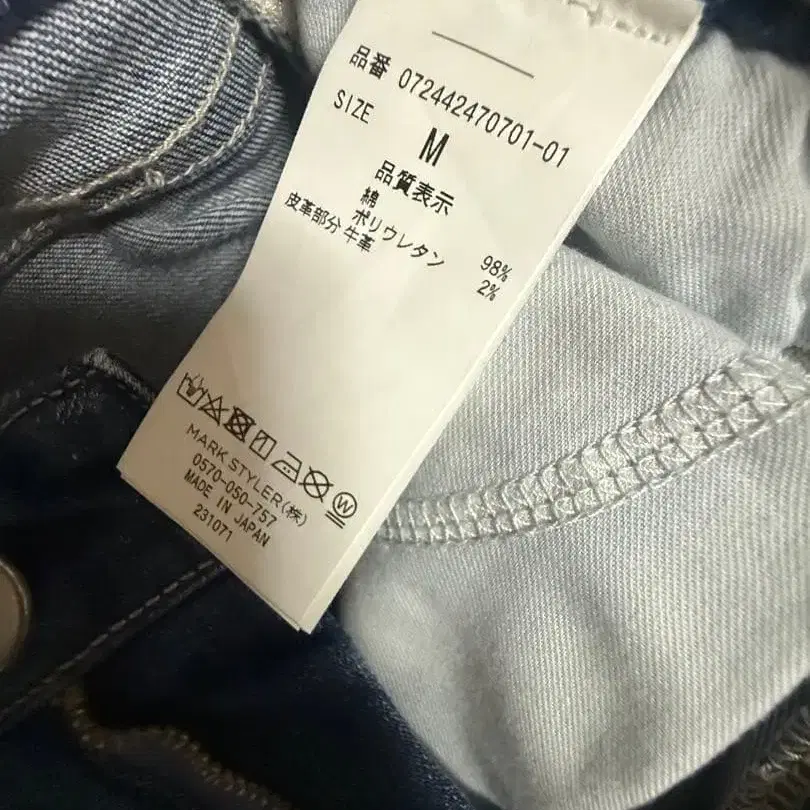 品番 072442470701-01
SIZE M
品質表示
綿 98%
ポリウレタン 2%
皮革部分 牛革
W
MARK STYLER(株)
0570-050-757
MADE IN JAPAN
231071